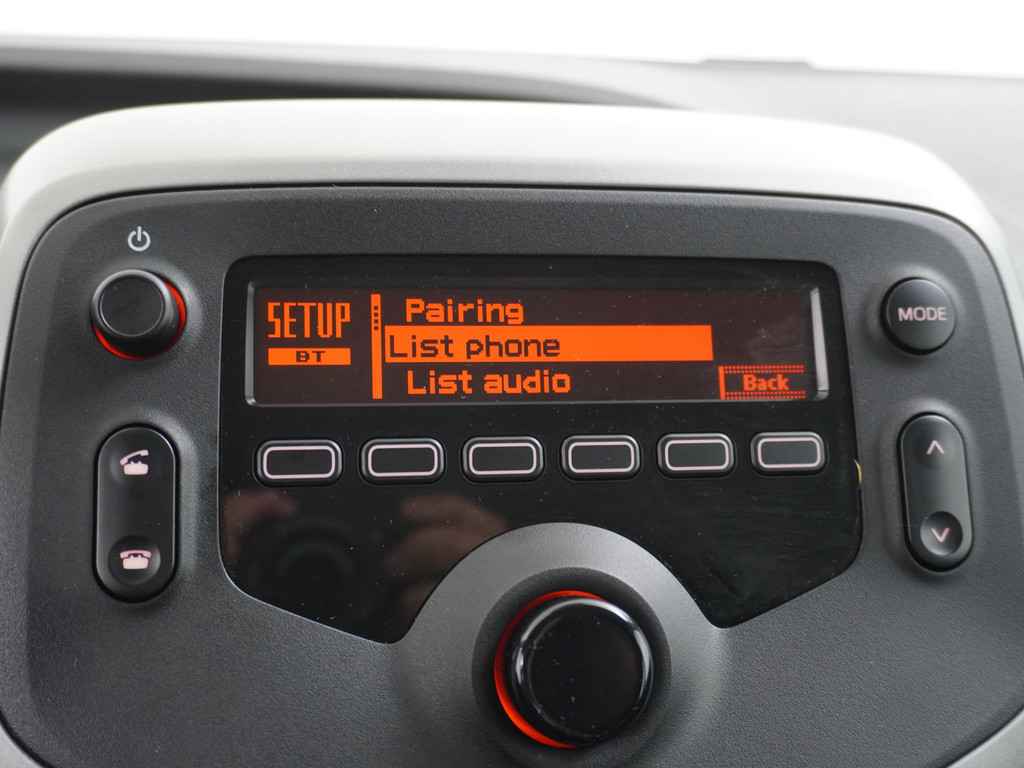 SETUP
BT
Pairing
List phone
List audio
Back
MODE